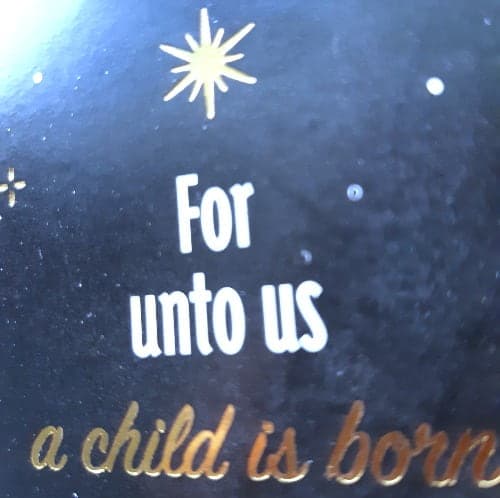 For
unto us
a child is born